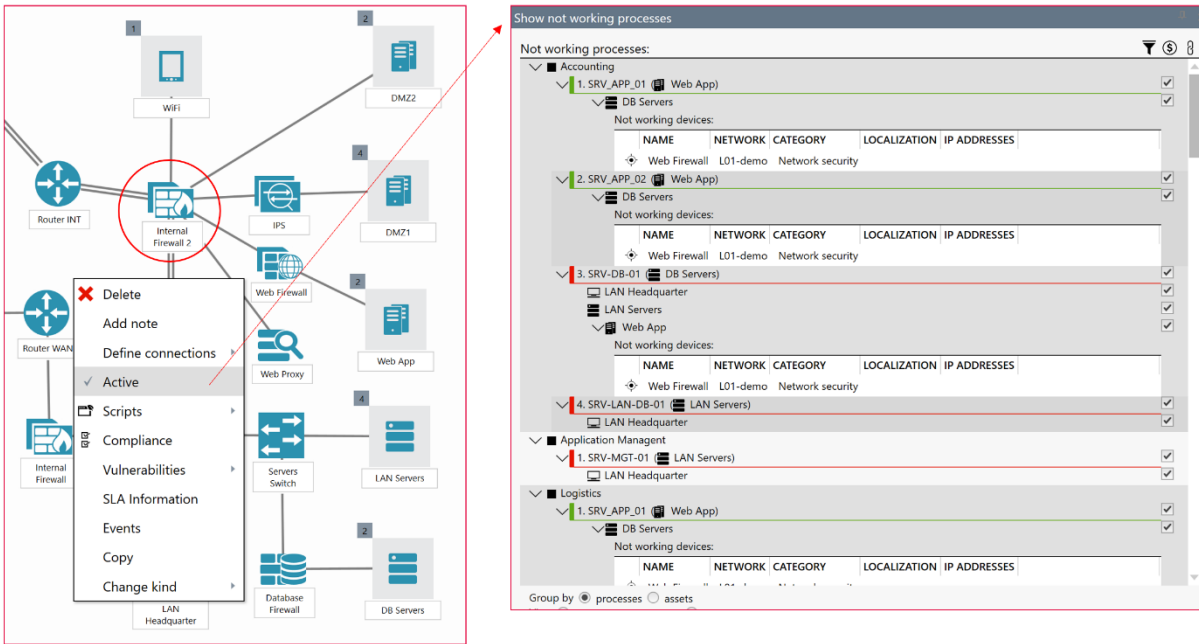 1
WiFi
2
DMZ2
Router INT
Internal
Firewall 2
IPS
4
DMZ1
Web Firewall
2
Web App
Router WAN
Web Proxy
Internal
Firewall
Servers
Switch
4
LAN Servers
LAN
Headquarter
Database
Firewall
2
DB Servers
Delete
Add note
Define connections
Active
Scripts
Compliance
Vulnerabilities
SLA Information
Events
Copy
Change kind
Show not working processes
Not working processes:
Accounting
1. SRV_APP_01 ( Web App)
DB Servers
Not working devices:
NAME NETWORK CATEGORY LOCALIZATION IP ADDRESSES
Web Firewall L01-demo Network security
2. SRV_APP_02 ( Web App)
DB Servers
Not working devices:
NAME NETWORK CATEGORY LOCALIZATION IP ADDRESSES
Web Firewall L01-demo Network security
3. SRV-DB-01 ( DB Servers)
LAN Headquarter
LAN Servers
Web App
Not working devices:
NAME NETWORK CATEGORY LOCALIZATION IP ADDRESSES
Web Firewall L01-demo Network security
4. SRV-LAN-DB-01 ( LAN Servers)
LAN Headquarter
Application Managent
1. SRV-MGT-01 ( LAN Servers)
LAN Headquarter
Logistics
1. SRV_APP_01 ( Web App)
DB Servers
Not working devices:
NAME NETWORK CATEGORY LOCALIZATION IP ADDRESSES
Group by processes assets